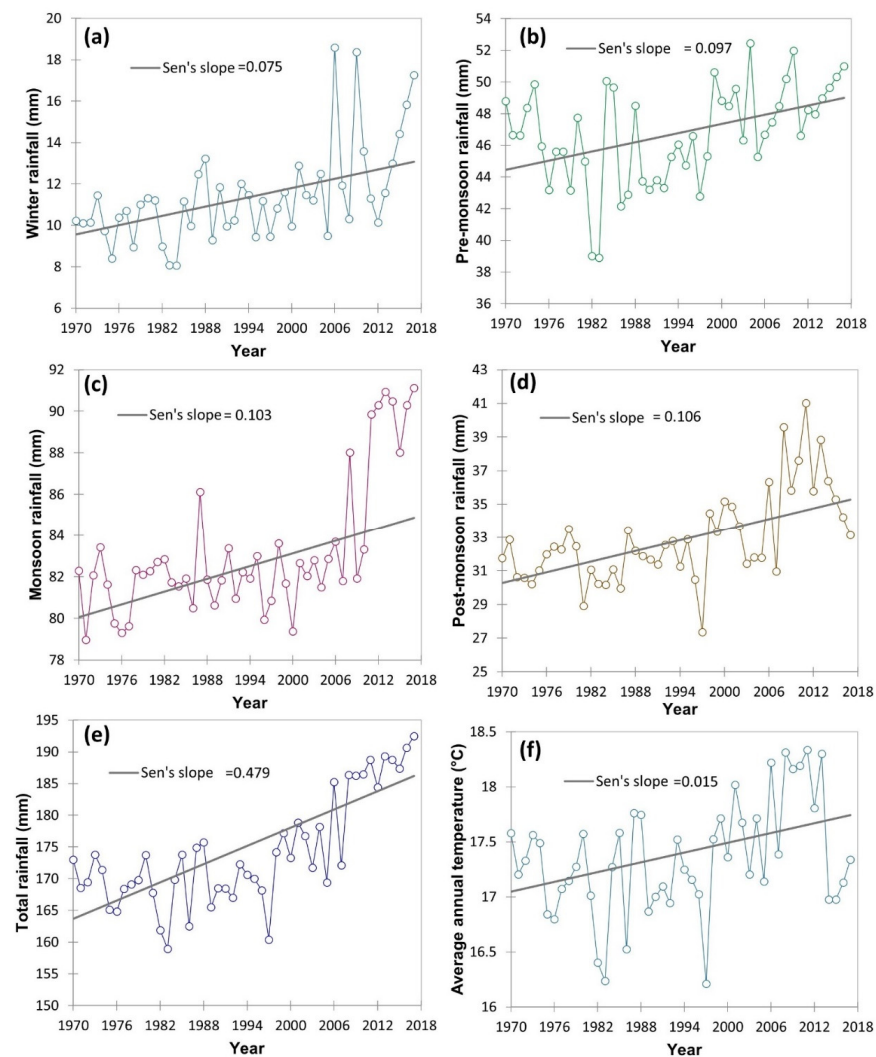 (a)
Sen's slope =0.075
Winter rainfall (mm)
20
18
16
14
12
10
8
6
1970 1976 1982 1988 1994 2000 2006 2012 2018
Year
(b)
Sen's slope = 0.097
Pre-monsoon rainfall (mm)
54
52
50
48
46
44
42
40
38
36
1970 1976 1982 1988 1994 2000 2006 2012 2018
Year
(c)
Sen's slope = 0.103
Monsoon rainfall (mm)
92
90
88
86
84
82
80
78
1970 1976 1982 1988 1994 2000 2006 2012 2018
Year
(d)
Sen's slope = 0.106
Post-monsoon rainfall (mm)
43
41
39
37
35
33
31
29
27
25
1970 1976 1982 1988 1994 2000 2006 2012 2018
Year
(e)
Sen's slope =0.479
Total rainfall (mm)
195
190
185
180
175
170
165
160
155
150
1970 1976 1982 1988 1994 2000 2006 2012 2018
Year
(f)
Sen's slope =0.015
Average annual temperature (°C)
18.5
18
17.5
17
16.5
16
1970 1976 1982 1988 1994 2000 2006 2012 2018
Year